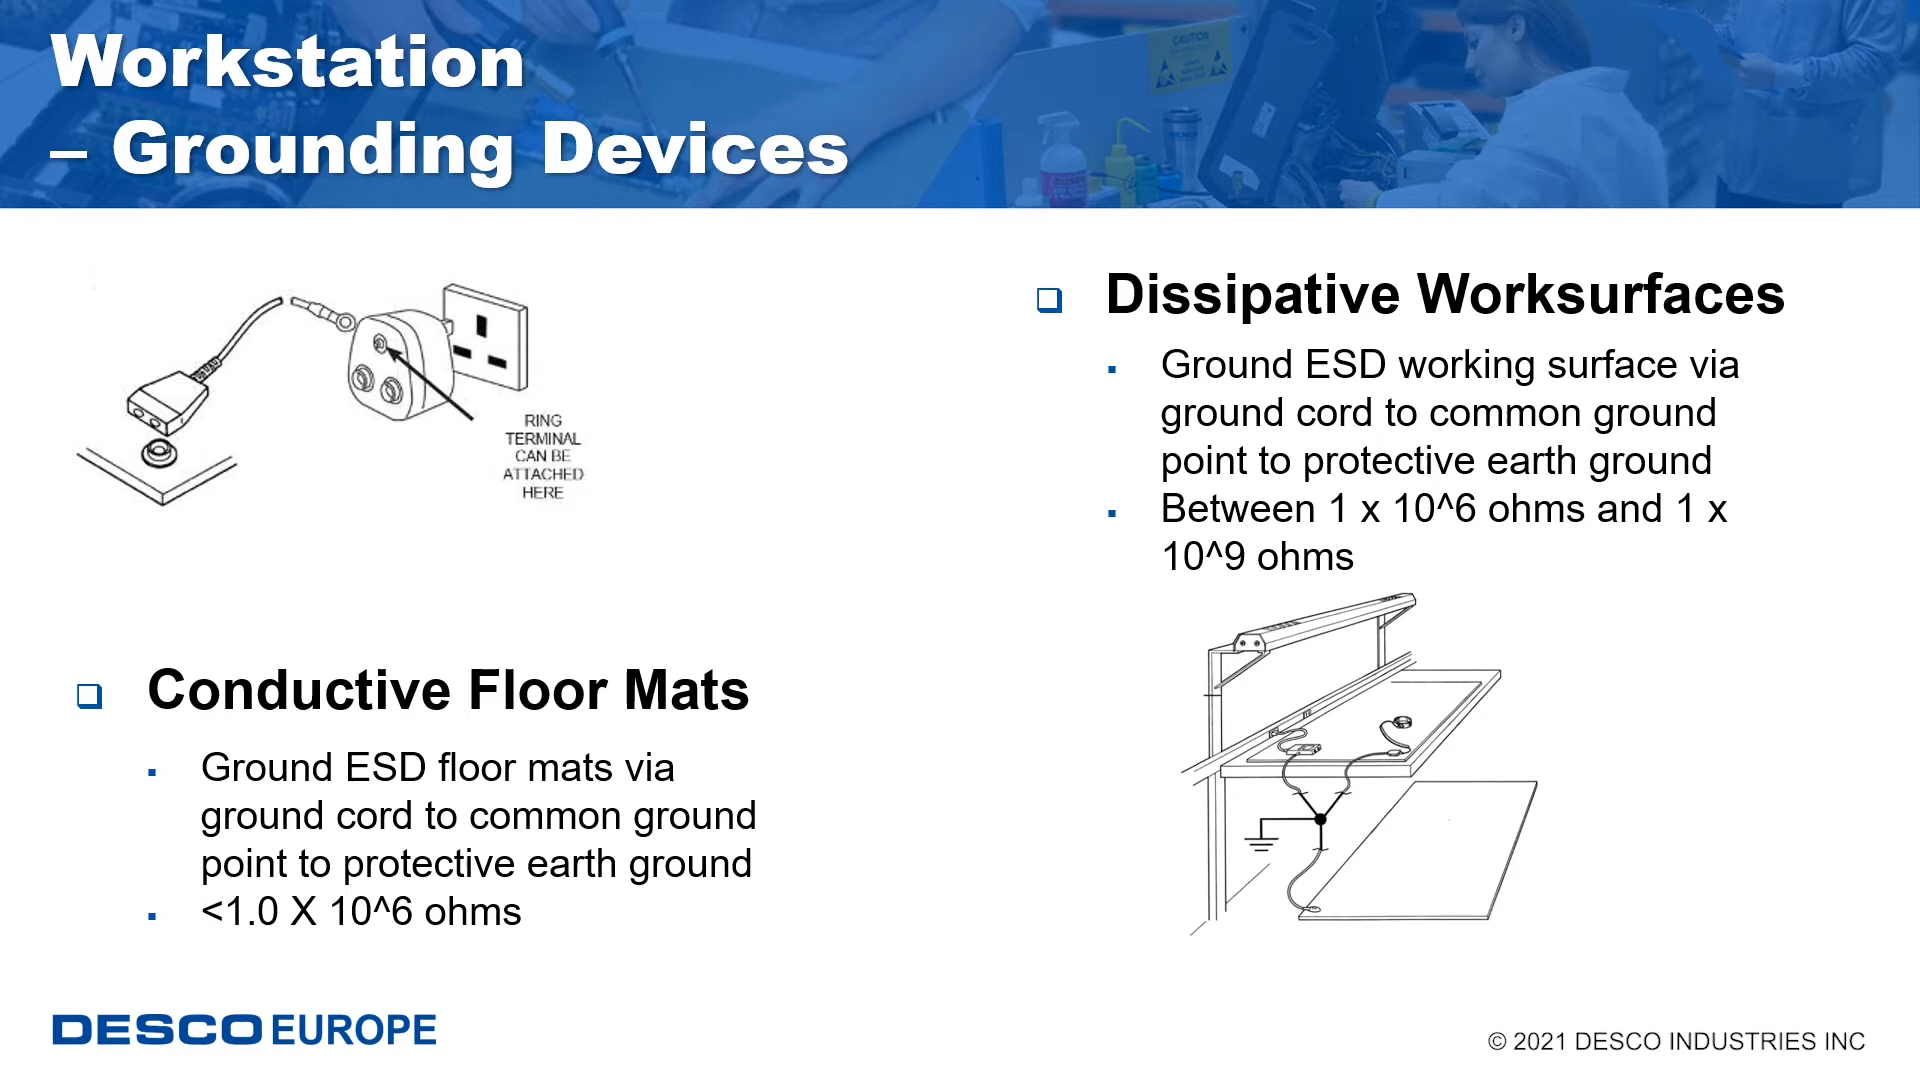 Workstation
– Grounding Devices
CAUTION
RING
TERMINAL
CAN BE
ATTACHED
HERE
❑ Conductive Floor Mats
▪ Ground ESD floor mats via
ground cord to common ground
point to protective earth ground
▪ <1.0 X 10^6 ohms
❑ Dissipative Worksurfaces
▪ Ground ESD working surface via
ground cord to common ground
point to protective earth ground
▪ Between 1 x 10^6 ohms and 1 x
10^9 ohms
DESCO EUROPE
© 2021 DESCO INDUSTRIES INC